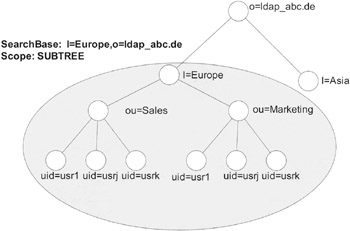 o=ldap_abc.de
SearchBase: l=Europe,o=ldap_abc.de
Scope: SUBTREE
l=Europe
l=Asia
ou=Sales
ou=Marketing
uid=usr1 uid=usrj uid=usrk
uid=usr1 uid=usrj uid=usrk